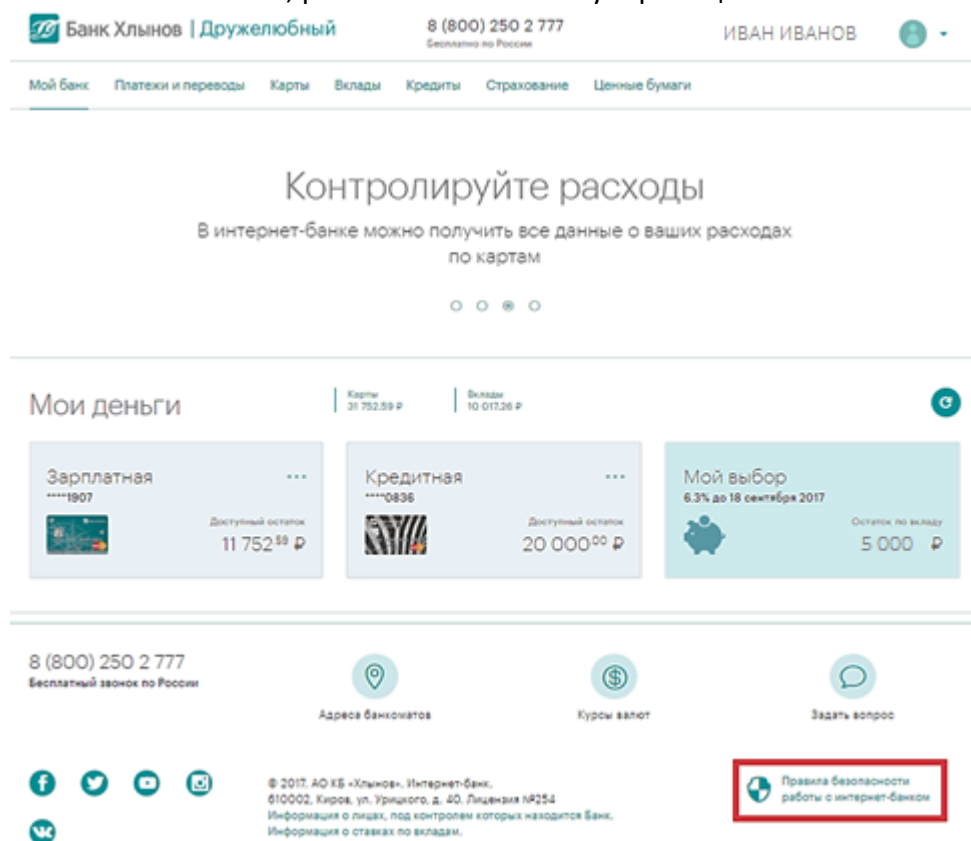 Банк Хлынов | Дружелюбный
8 (800) 250 2 777
Бесплатно по России
ИВАН ИВАНОВ
Мой банк Платежи и переводы Карты Вклады Кредиты Страхование Ценные бумаги
Контролируйте расходы
В интернет-банке можно получить все данные о ваших расходах
по картам
Мои деньги
Карты
31 752.59 ₽
Вклады
10 017.26 ₽
Зарплатная
****1907
Доступный остаток
11 752 59 ₽
Кредитная
****0836
Доступный остаток
20 000 00 ₽
Мой выбор
6.3% до 18 сентября 2017
Остаток по вкладу
5 000 ₽
8 (800) 250 2 777
Бесплатный звонок по России
Адреса банкоматов
Курсы валют
Задать вопрос
© 2017. АО КБ «Хлынов». Интернет-банк.
610002, Киров, ул. Урицкого, д. 40. Лицензия №254
Информация о лицах, под контролем которых находится Банк.
Информация о ставках по вкладам.
Правила безопасности
работы с интернет-банком